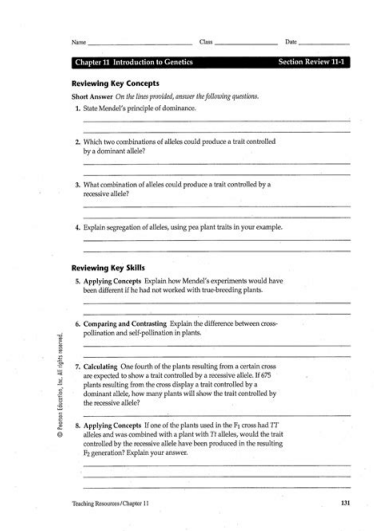 Name Class Date
Chapter 11 Introduction to Genetics Section Review 11-1
Reviewing Key Concepts
Short Answer On the lines provided, answer the following questions.
1. State Mendel's principle of dominance.
2. Which two combinations of alleles could produce a trait controlled
by a dominant allele?
3. What combination of alleles could produce a trait controlled by a
recessive allele?
4. Explain segregation of alleles, using pea plant traits in your example.
Reviewing Key Skills
5. Applying Concepts Explain how Mendel's experiments would have
been different if he had not worked with true-breeding plants.
6. Comparing and Contrasting Explain the difference between cross-
pollination and self-pollination in plants.
7. Calculating One fourth of the plants resulting from a certain cross
are expected to show a trait controlled by a recessive allele. If 675
plants resulting from the cross display a trait controlled by a
dominant allele, how many plants will show the trait controlled by
the recessive allele?
8. Applying Concepts If one of the plants used in the F₁ cross had TT
alleles and was combined with a plant with Tt alleles, would the trait
controlled by the recessive allele have been produced in the resulting
F₂ generation? Explain your answer.
© Pearson Education, Inc. All rights reserved.
Teaching Resources/Chapter 11 131